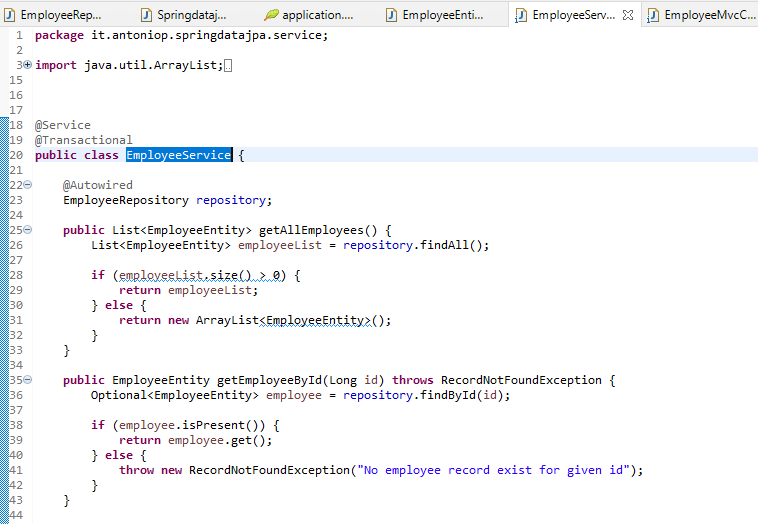 EmployeeRep... Springdataj... application.... EmployeeEnti... EmployeeServ... EmployeeMvcC...
1 package it.antoniop.springdatajpa.service;
2
3 import java.util.ArrayList;
15
16
17
18 @Service
19 @Transactional
20 public class EmployeeService {
21
22 @Autowired
23 EmployeeRepository repository;
24
25 public List<EmployeeEntity> getAllEmployees() {
26 List<EmployeeEntity> employeeList = repository.findAll();
27
28 if (employeeList.size() > 0) {
29 return employeeList;
30 } else {
31 return new ArrayList<EmployeeEntity>();
32 }
33 }
34
35 public EmployeeEntity getEmployeeById(Long id) throws RecordNotFoundException {
36 Optional<EmployeeEntity> employee = repository.findById(id);
37
38 if (employee.isPresent()) {
39 return employee.get();
40 } else {
41 throw new RecordNotFoundException("No employee record exist for given id");
42 }
43 }
44